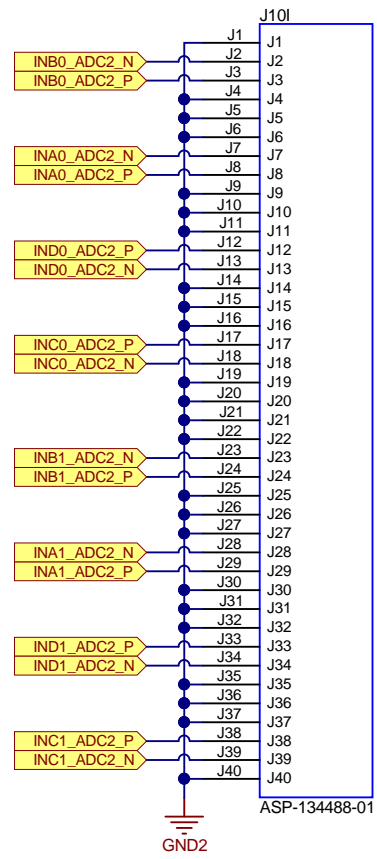 J10I
J1 J1
INB0_ADC2_N J2 J2
INB0_ADC2_P J3 J3
J4 J4
J5 J5
J6 J6
INA0_ADC2_N J7 J7
INA0_ADC2_P J8 J8
J9 J9
J10 J10
J11 J11
IND0_ADC2_P J12 J12
IND0_ADC2_N J13 J13
J14 J14
J15 J15
J16 J16
INC0_ADC2_P J17 J17
INC0_ADC2_N J18 J18
J19 J19
J20 J20
J21 J21
J22 J22
INB1_ADC2_N J23 J23
INB1_ADC2_P J24 J24
J25 J25
J26 J26
J27 J27
INA1_ADC2_N J28 J28
INA1_ADC2_P J29 J29
J30 J30
J31 J31
J32 J32
IND1_ADC2_P J33 J33
IND1_ADC2_N J34 J34
J35 J35
J36 J36
J37 J37
INC1_ADC2_P J38 J38
INC1_ADC2_N J39 J39
J40 J40
ASP-134488-01
GND2